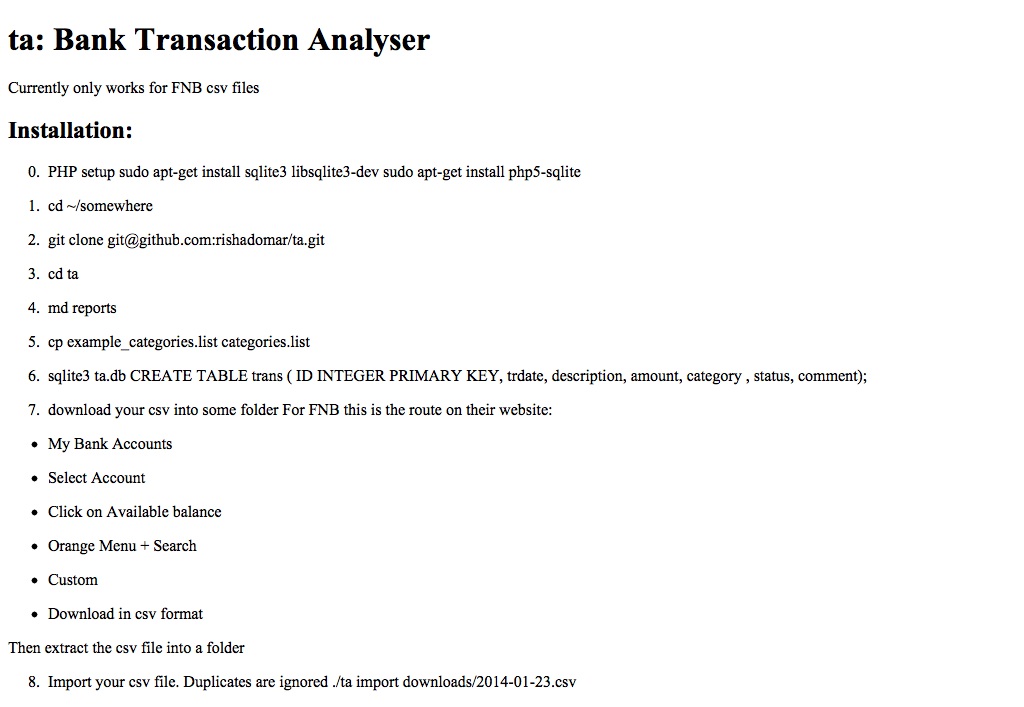 ta: Bank Transaction Analyser
Currently only works for FNB csv files
Installation:
0. PHP setup sudo apt-get install sqlite3 libsqlite3-dev sudo apt-get install php5-sqlite
1. cd ~/somewhere
2. git clone git@github.com:rishadomar/ta.git
3. cd ta
4. md reports
5. cp example_categories.list categories.list
6. sqlite3 ta.db CREATE TABLE trans ( ID INTEGER PRIMARY KEY, trdate, description, amount, category , status, comment);
7. download your csv into some folder For FNB this is the route on their website:
• My Bank Accounts
• Select Account
• Click on Available balance
• Orange Menu + Search
• Custom
• Download in csv format
Then extract the csv file into a folder
8. Import your csv file. Duplicates are ignored ./ta import downloads/2014-01-23.csv